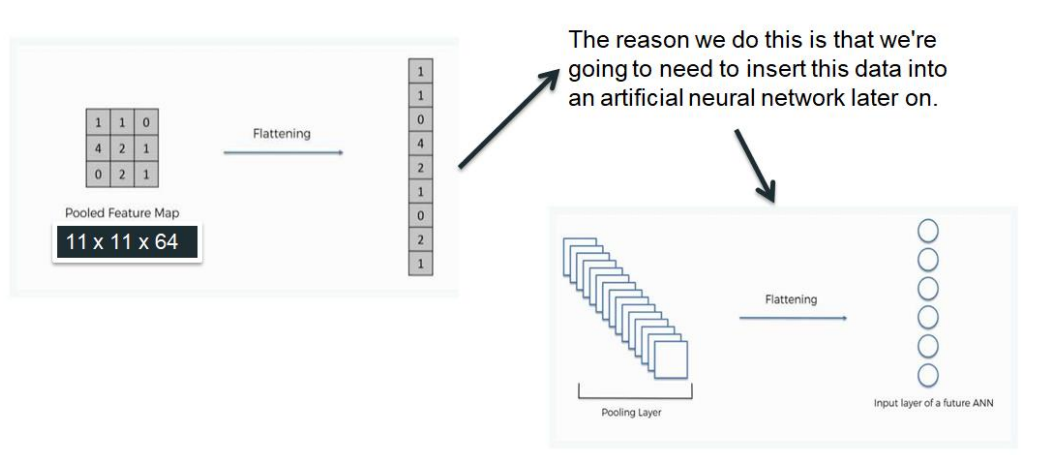 The reason we do this is that we're
going to need to insert this data into
an artificial neural network later on.
1 1 0
4 2 1
0 2 1
Pooled Feature Map
11 x 11 x 64
Flattening
1
1
0
4
2
1
0
2
1
Pooling Layer
Flattening
Input layer of a future ANN